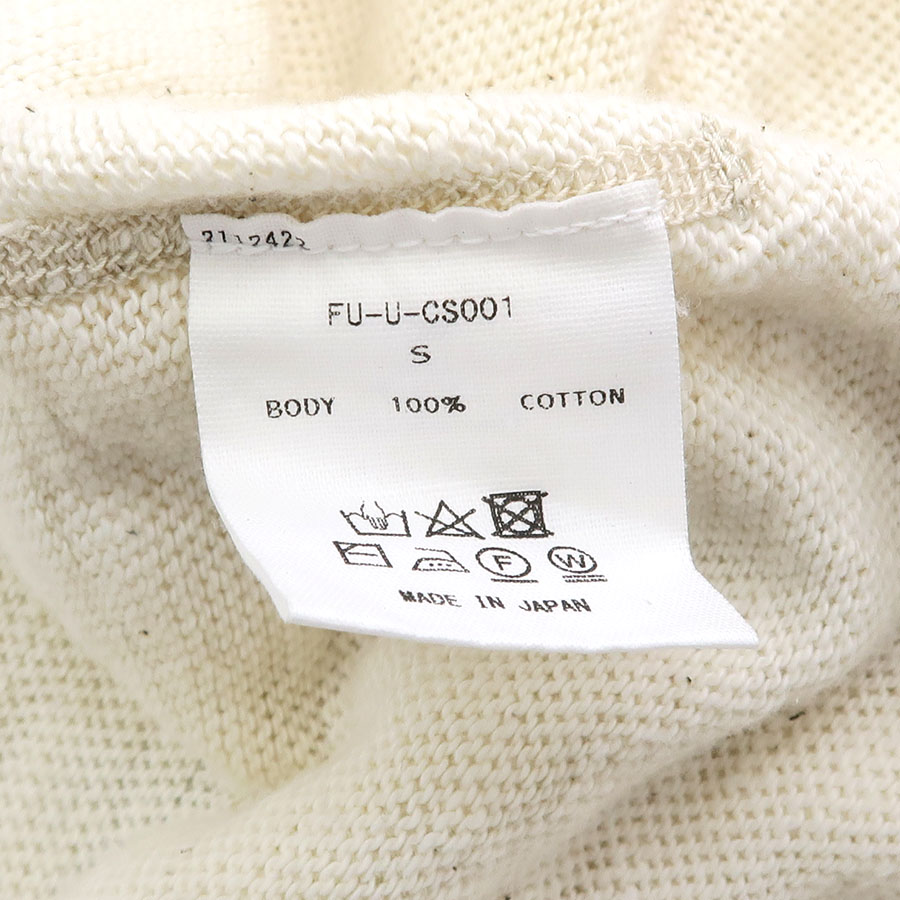 FU-U-CS001
S
BODY 100% COTTON
F W
MADE IN JAPAN